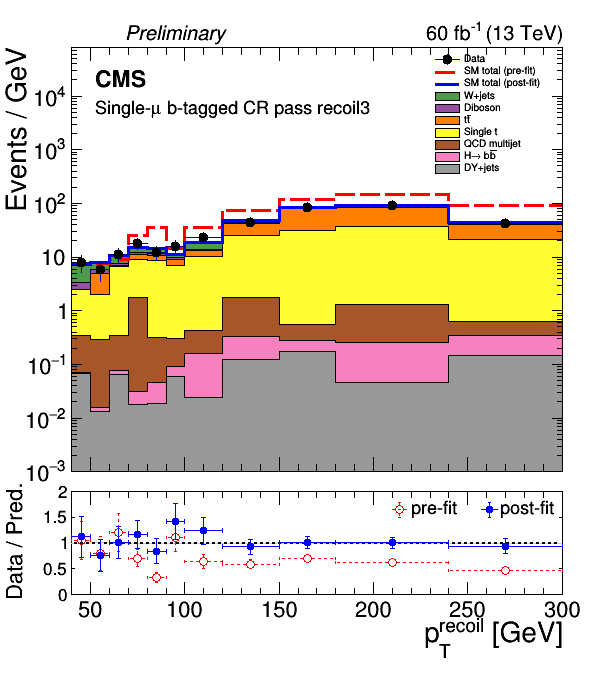 Preliminary 60 fb⁻¹ (13 TeV)
CMS
Single-μ b-tagged CR pass recoil3
Data
SM total (pre-fit)
SM total (post-fit)
W+jets
Diboson
tt̄
Single t
QCD multijet
H→ bb̄
DY+jets
Events / GeV
10⁴
10³
10²
10
1
10⁻¹
10⁻²
10⁻³
Data / Pred.
2
1.5
1
0.5
0
pre-fit post-fit
50 100 150 200 250 300
p_T^recoil [GeV]